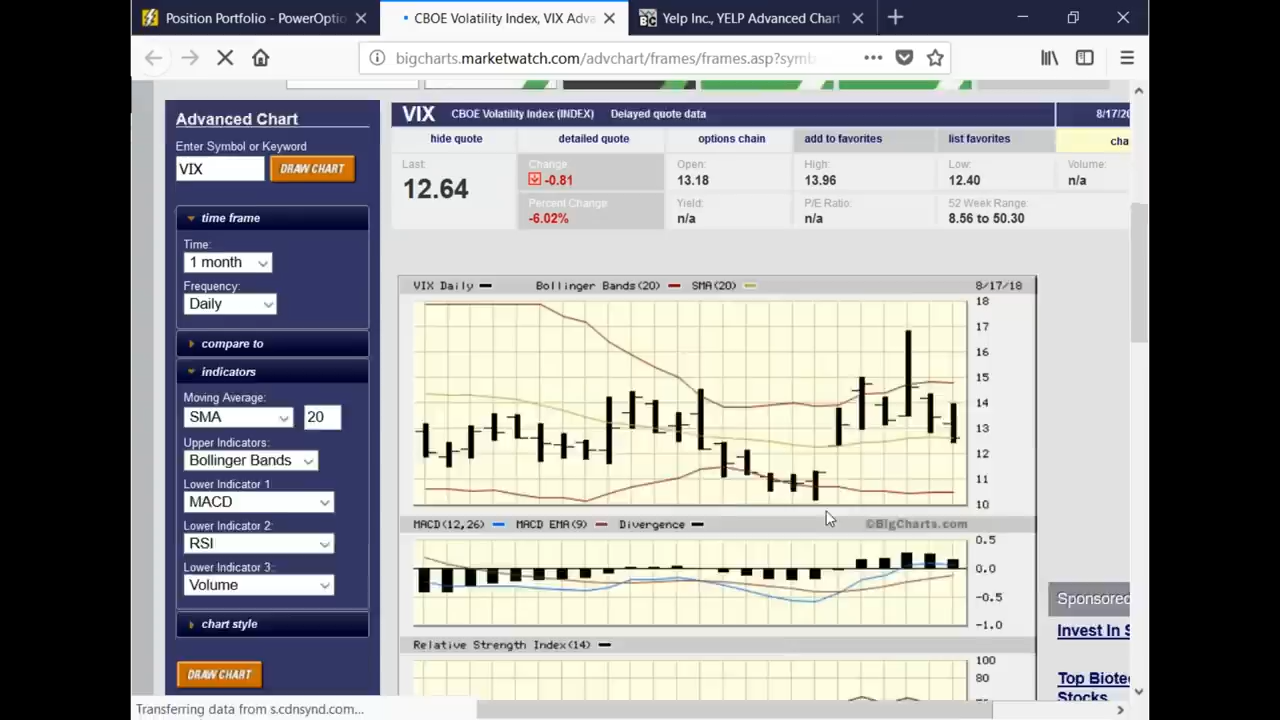 Position Portfolio - PowerOptio
CBOE Volatility Index, VIX Adva
Yelp Inc., YELP Advanced Chart
bigcharts.marketwatch.com/advchart/frames/frames.asp?symb
Advanced Chart
Enter Symbol or Keyword
VIX
DRAW CHART
time frame
Time:
1 month
Frequency:
Daily
compare to
indicators
Moving Average:
SMA
20
Upper Indicators:
Bollinger Bands
Lower Indicator 1
MACD
Lower Indicator 2:
RSI
Lower Indicator 3:
Volume
chart style
DRAW CHART
VIX CBOE Volatility Index (INDEX) Delayed quote data 8/17/20
hide quote detailed quote options chain add to favorites list favorites cha
Last:
12.64
Change:
-0.81
Percent Change
-6.02%
Open:
13.18
Yield:
n/a
High:
13.96
P/E Ratio:
n/a
Low:
12.40
52 Week Range:
8.56 to 50.30
Volume:
n/a
VIX Daily Bollinger Bands(20) SMA(20) 8/17/18
18
17
16
15
14
13
12
11
10
MACD(12,26) MACD EMA(9) Divergence ©BigCharts.com
0.5
0.0
-0.5
-1.0
Relative Strength Index(14)
100
80
Sponsored
Invest In S
Top Biote
Stocks
Transferring data from s.cdnsynd.com...